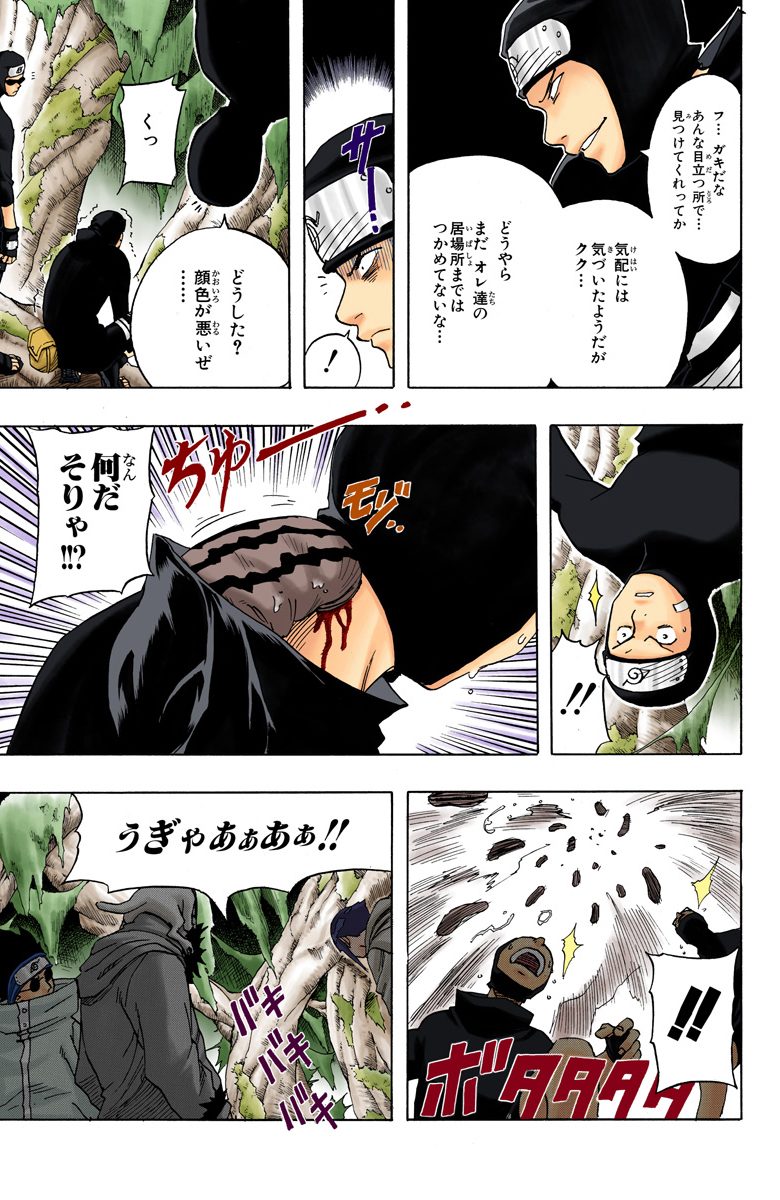 フ…ガキだな
あんな目立つ所で…
見つけてくれってか
気配には
気づいたようだが
クク…
どうやら
まだオレ達の
居場所までは
つかめてないな…
サ…!
!
くっ
どうした?
顔色が悪いぜ
……
!!
モゾ‥
ちゅー‥
何だ
そりゃ
!!?
!!
ボタタタタ
うぎゃあぁあぁ!!
バキ
バキ
バキ